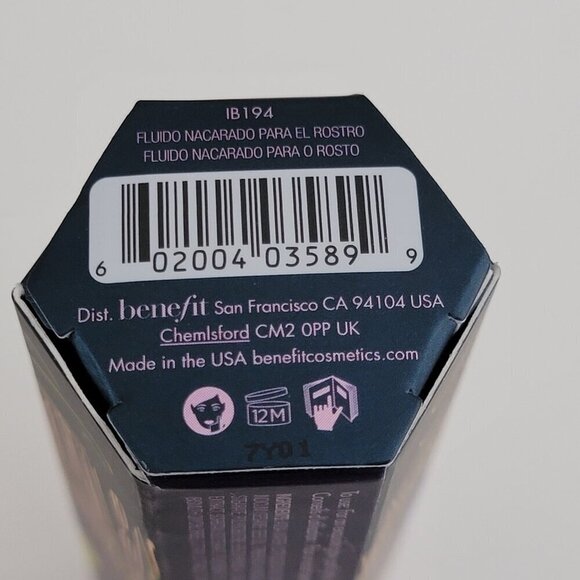 IB194
FLUIDO NACARADO PARA EL ROSTRO
FLUIDO NACARADO PARA O ROSTO
6 02004 03589 9
Dist. benefit San Francisco CA 94104 USA
Chemlsford CM2 0PP UK
Made in the USA benefitcosmetics.com
12M
7Y01